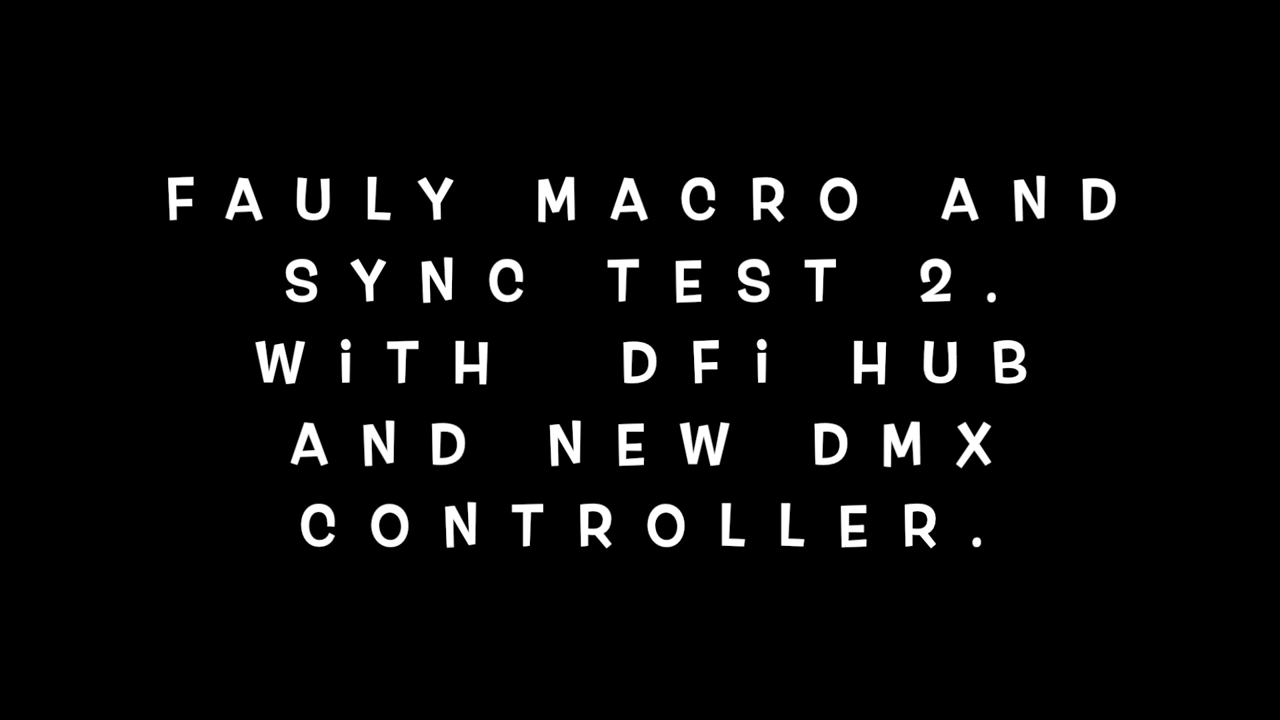 FAULY MACRO AND
SYNC TEST 2.
WiTH DFi HUB
AND NEW DMX
CONTROLLER.